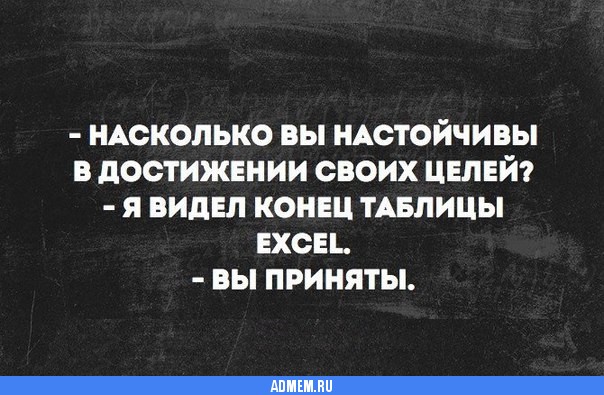 - НАСКОЛЬКО ВЫ НАСТОЙЧИВЫ
В ДОСТИЖЕНИИ СВОИХ ЦЕЛЕЙ?
- Я ВИДЕЛ КОНЕЦ ТАБЛИЦЫ
EXCEL.
- ВЫ ПРИНЯТЫ.
ADMEM.RU